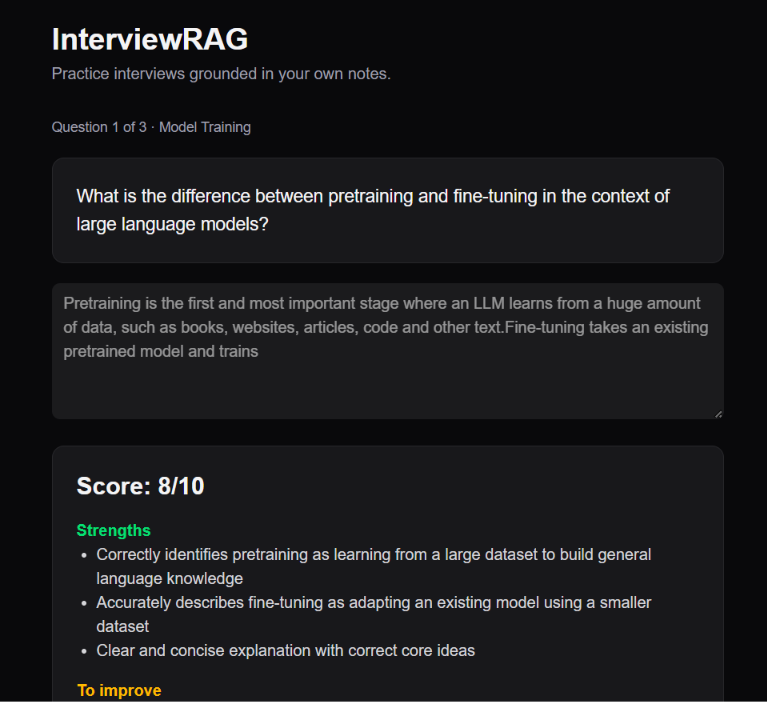 InterviewRAG
Practice interviews grounded in your own notes.
Question 1 of 3 · Model Training
What is the difference between pretraining and fine-tuning in the context of
large language models?
Pretraining is the first and most important stage where an LLM learns from a huge amount
of data, such as books, websites, articles, code and other text.Fine-tuning takes an existing
pretrained model and trains
Score: 8/10
Strengths
• Correctly identifies pretraining as learning from a large dataset to build general
language knowledge
• Accurately describes fine-tuning as adapting an existing model using a smaller
dataset
• Clear and concise explanation with correct core ideas
To improve